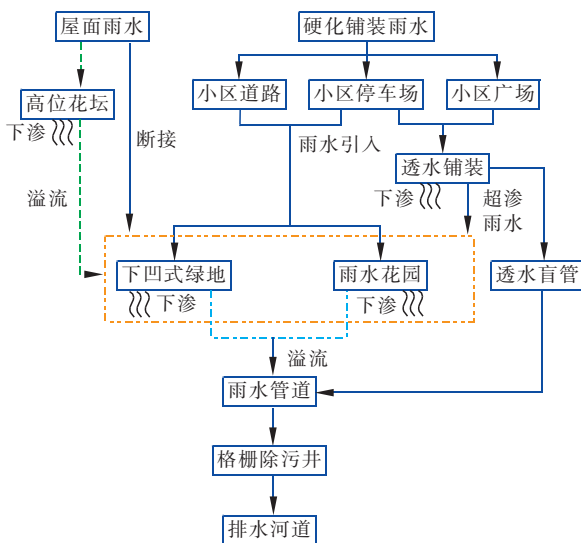 屋面雨水
硬化铺装雨水
高位花坛
小区道路
小区停车场
小区广场
下渗
断接
雨水引入
透水铺装
下渗
超渗
雨水
溢流
下凹式绿地
雨水花园
透水盲管
下渗
下渗
溢流
雨水管道
格栅除污井
排水河道